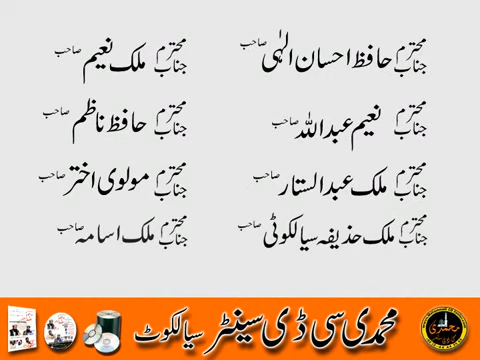 محترم جناب حافظ احسان الہٰی صاحب
محترم جناب ملک نعیم صاحب
محترم جناب نعیم عبداللہ صاحب
محترم جناب حافظ ناظم صاحب
محترم جناب ملک عبدالستار صاحب
محترم جناب مولوی اختر صاحب
محترم جناب ملک حذیفہ سیالکوٹی صاحب
محترم جناب ملک اسامہ صاحب
محمدی سی ڈی سینٹر سیالکوٹ
محمدی